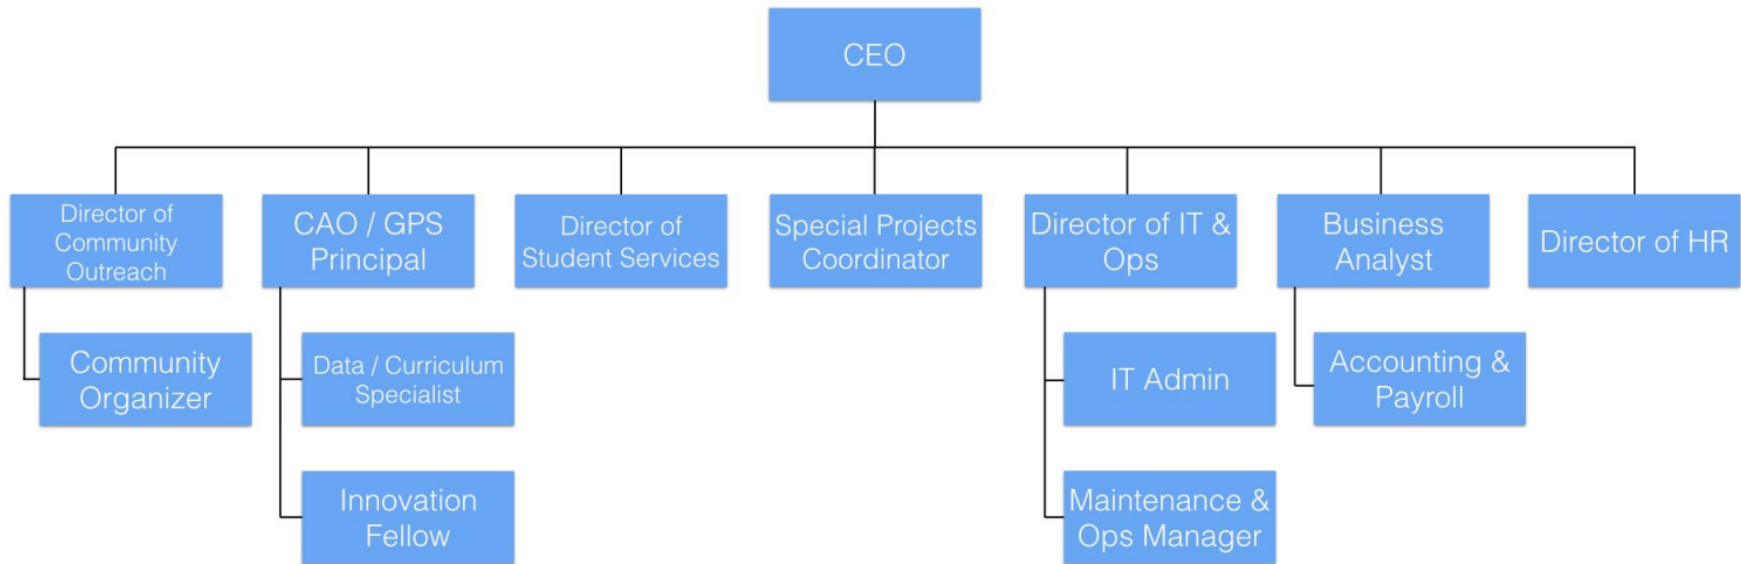 CEO
Director of
Community
Outreach
CAO / GPS
Principal
Director of
Student Services
Special Projects
Coordinator
Director of IT &
Ops
Business
Analyst
Director of HR
Community
Organizer
Data / Curriculum
Specialist
IT Admin
Accounting &
Payroll
Innovation
Fellow
Maintenance &
Ops Manager